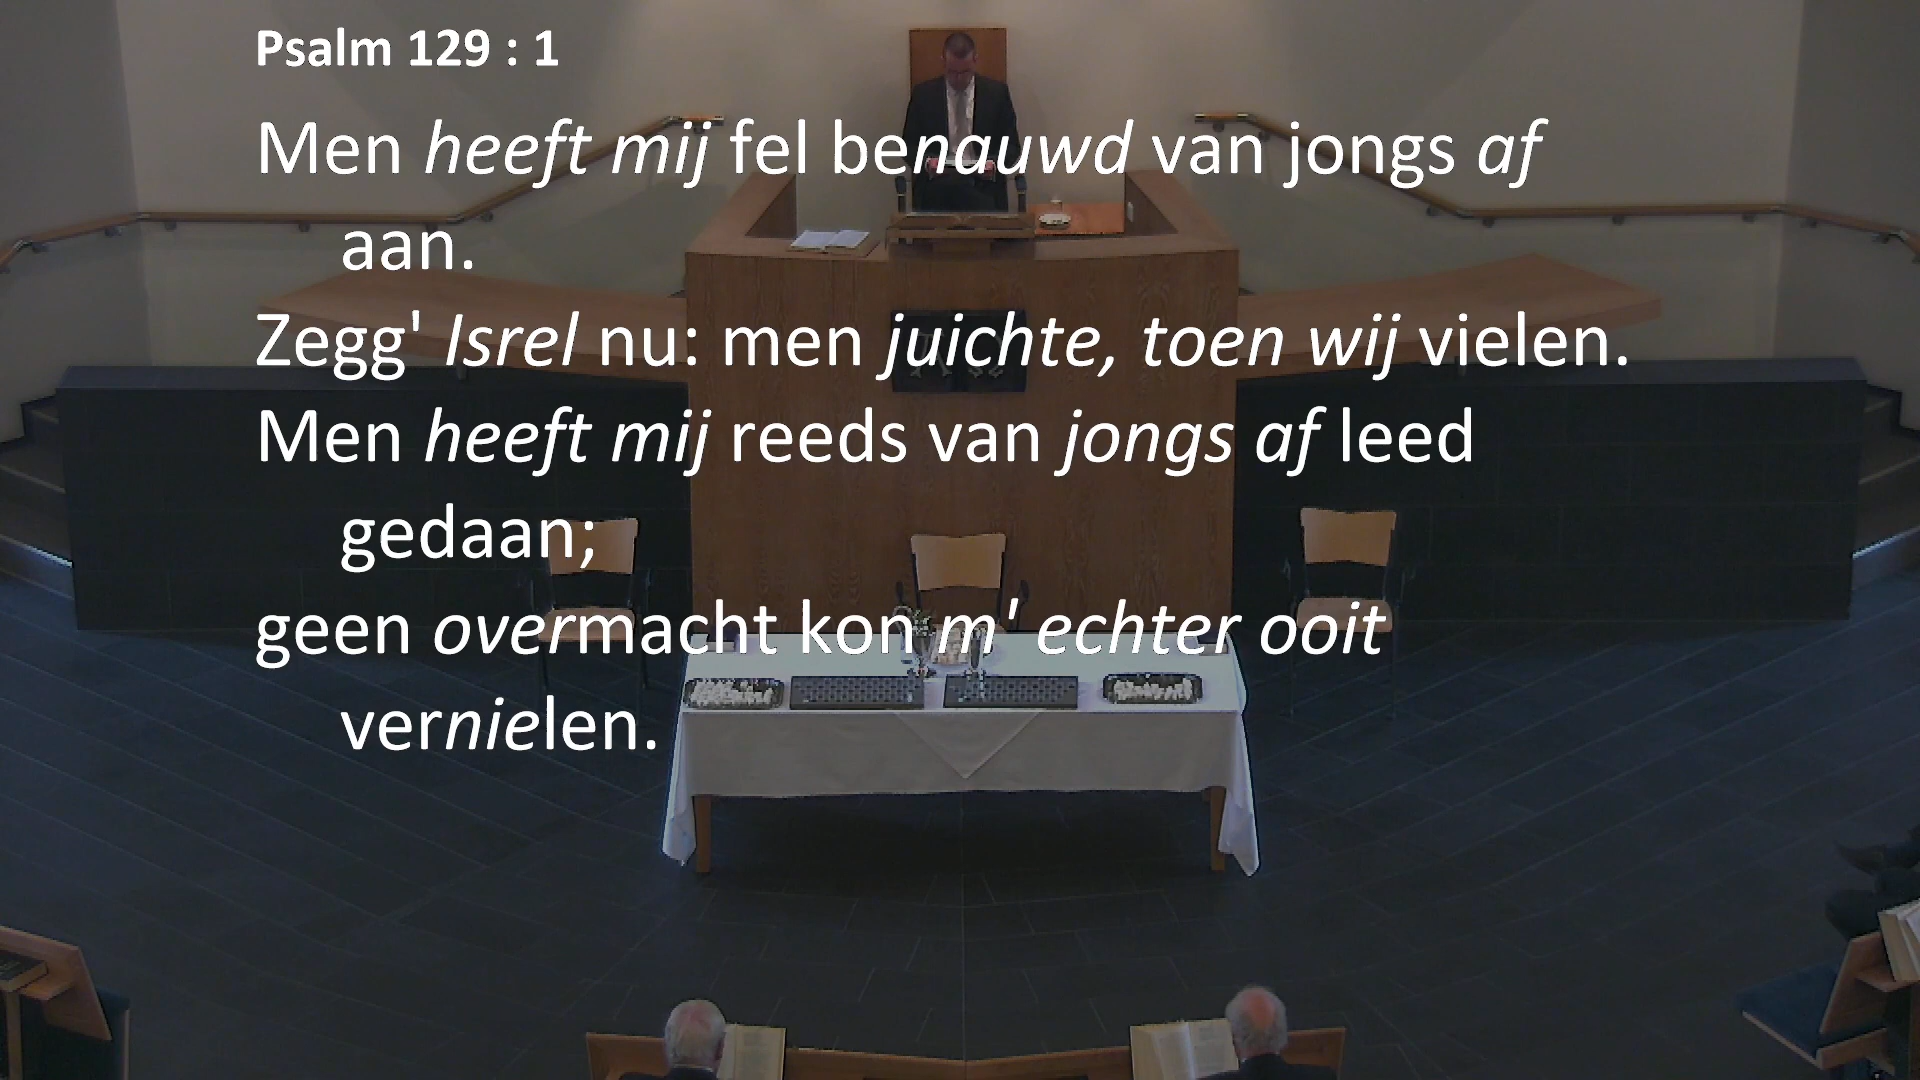 Psalm 129 : 1
Men heeft mij fel benauwd van jongs af
aan.
Zegg' Isrel nu: men juichte, toen wij vielen.
Men heeft mij reeds van jongs af leed
gedaan;
geen overmacht kon m' echter ooit
vernielen.